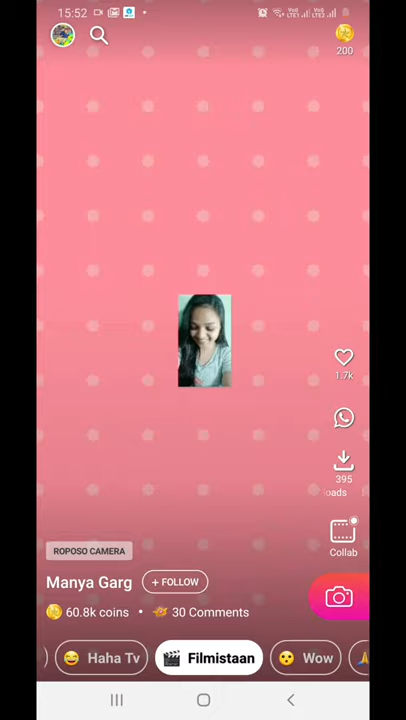 15:52
200
1.7k
395
loads
Collab
ROPOSO CAMERA
Manya Garg
+ FOLLOW
60.8k coins • 30 Comments
Haha Tv
Filmistaan
Wow